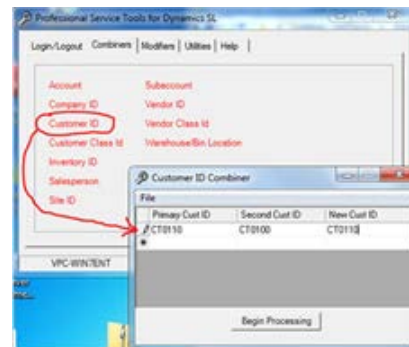 Professional Service Tools for Dynamics SL
Login/Logout Combiners Modifiers Utilities Help
Account Subaccount
Company ID Vendor ID
Customer ID Vendor Class Id
Customer Class Id Warehouse/Bin Location
Inventory ID
Salesperson
Site ID
Customer ID Combiner
File
Primary Cust ID Second Cust ID New Cust ID
CT0110 CT0100 CT0110
VPC-WIN7ENT
Begin Processing